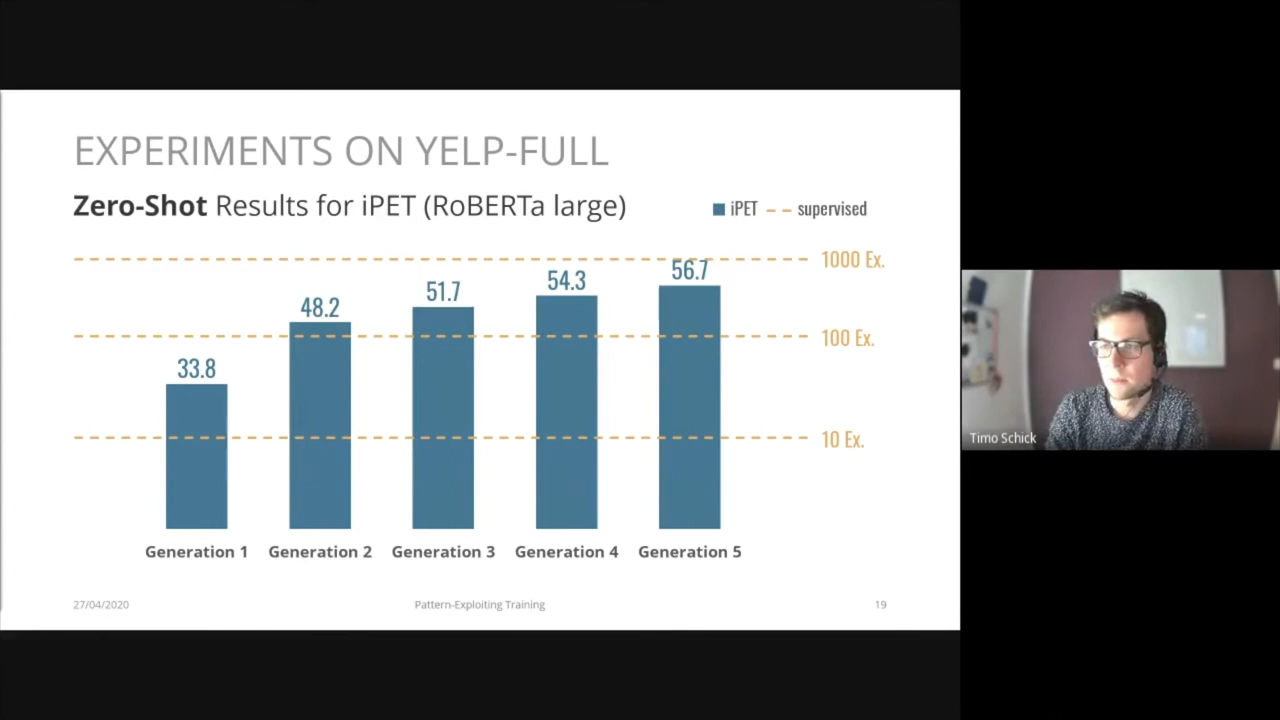 EXPERIMENTS ON YELP-FULL
Zero-Shot Results for iPET (RoBERTa large)
iPET
supervised
1000 Ex.
100 Ex.
10 Ex.
33.8
48.2
51.7
54.3
56.7
Generation 1
Generation 2
Generation 3
Generation 4
Generation 5
27/04/2020
Pattern-Exploiting Training
19
Timo Schick